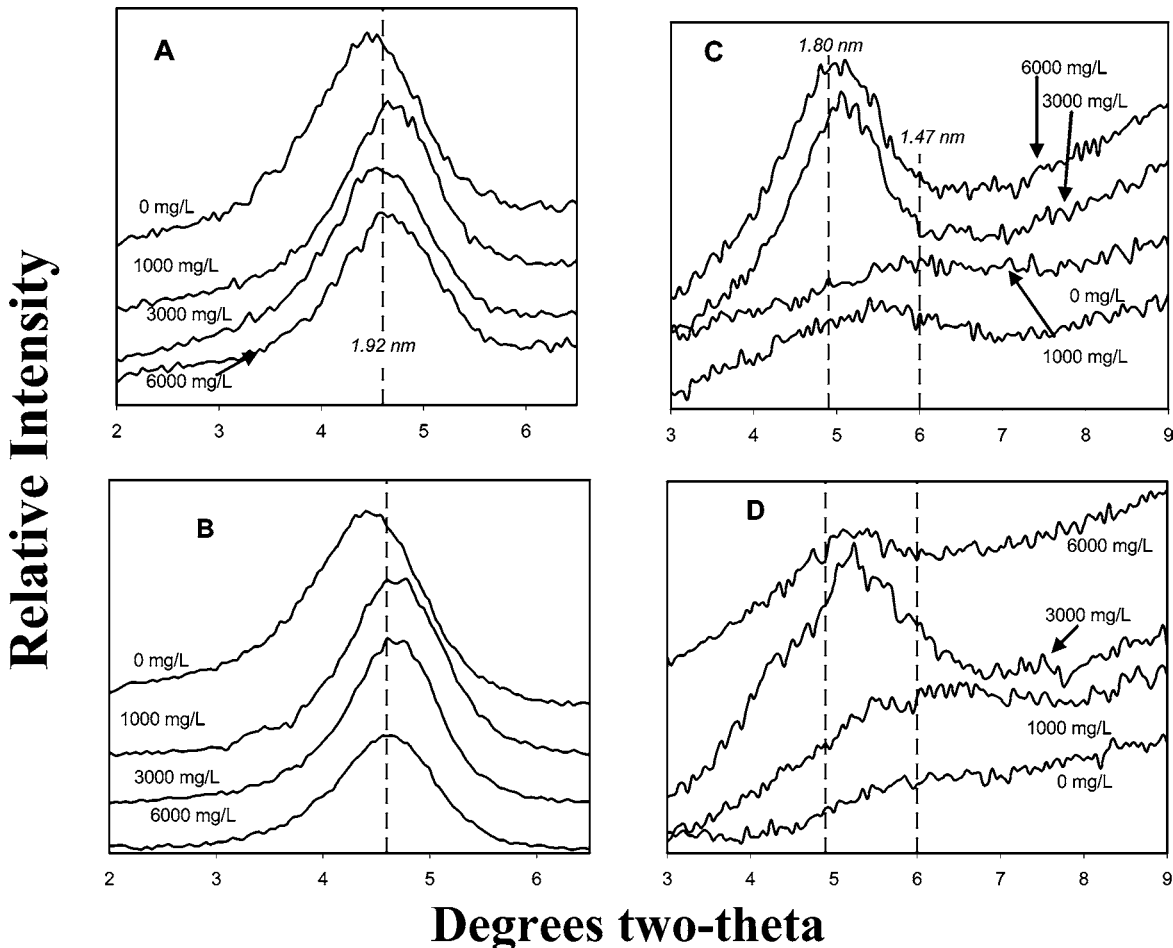 Relative Intensity
A
0 mg/L
1000 mg/L
3000 mg/L
6000 mg/L
1.92 nm
2 3 4 5 6
C
1.80 nm
6000 mg/L
3000 mg/L
1.47 nm
0 mg/L
1000 mg/L
3 4 5 6 7 8 9
B
0 mg/L
1000 mg/L
3000 mg/L
6000 mg/L
2 3 4 5 6
D
6000 mg/L
3000 mg/L
1000 mg/L
0 mg/L
3 4 5 6 7 8 9
Degrees two-theta